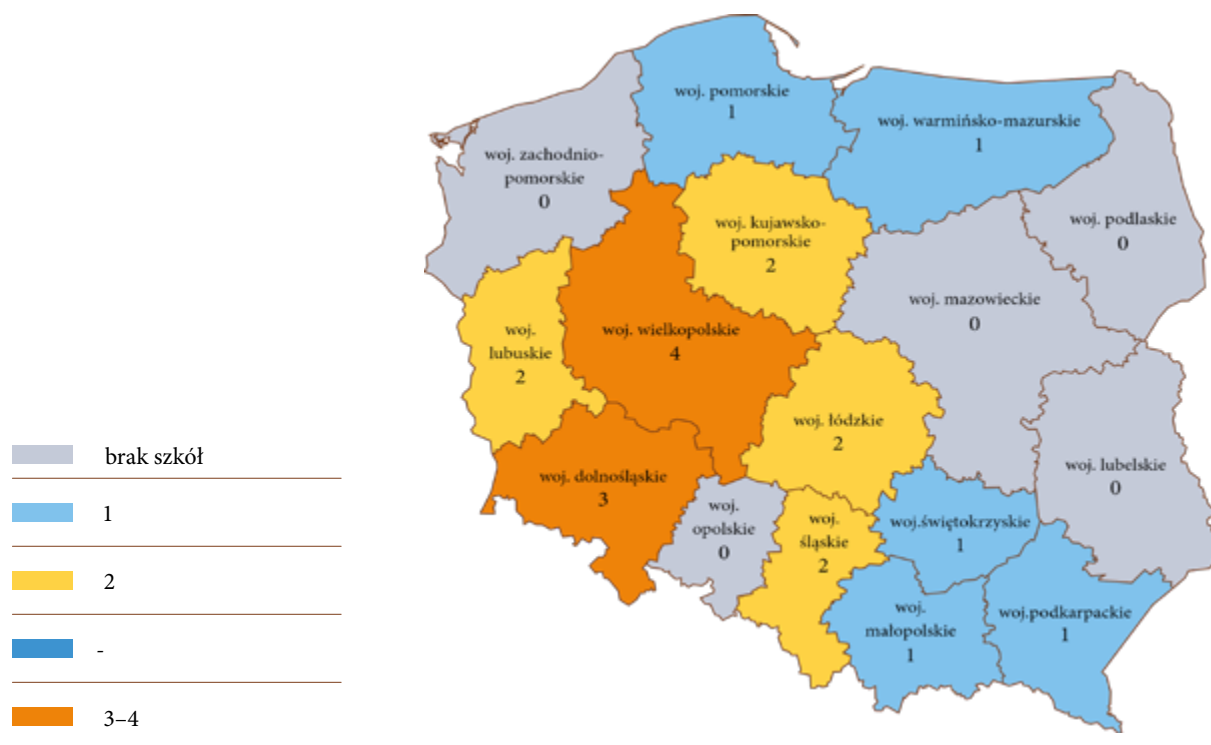 woj. pomorskie
1
woj. warmińsko-mazurskie
1
woj. zachodnio-
pomorskie
0
woj. podlaskie
0
woj. kujawsko-
pomorskie
2
woj. mazowieckie
0
woj.
lubuskie
2
woj. wielkopolskie
4
woj. łódzkie
2
woj. lubelskie
0
woj. dolnośląskie
3
woj.
opolskie
0
woj.
śląskie
2
woj.świętokrzyskie
1
woj.
małopolskie
1
woj.podkarpackie
1
brak szkół
1
2
-
3–4